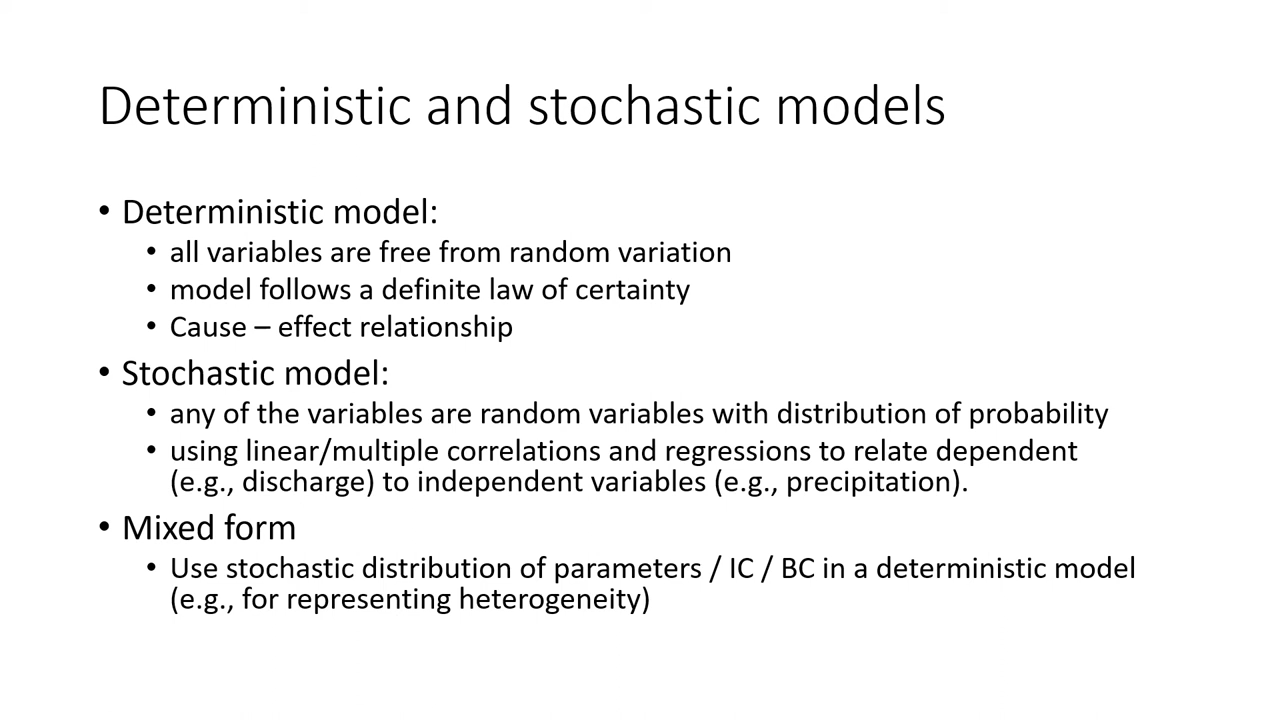 Deterministic and stochastic models
• Deterministic model:
• all variables are free from random variation
• model follows a definite law of certainty
• Cause – effect relationship
• Stochastic model:
• any of the variables are random variables with distribution of probability
• using linear/multiple correlations and regressions to relate dependent
(e.g., discharge) to independent variables (e.g., precipitation).
• Mixed form
• Use stochastic distribution of parameters / IC / BC in a deterministic model
(e.g., for representing heterogeneity)